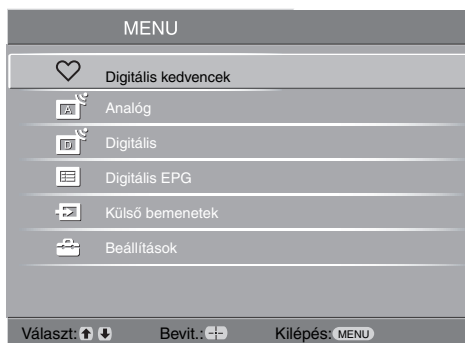 MENU
Digitális kedvencek
A Analóg
D Digitális
Digitális EPG
Külső bemenetek
Beállítások
Választ: Bevit.: Kilépés: MENU